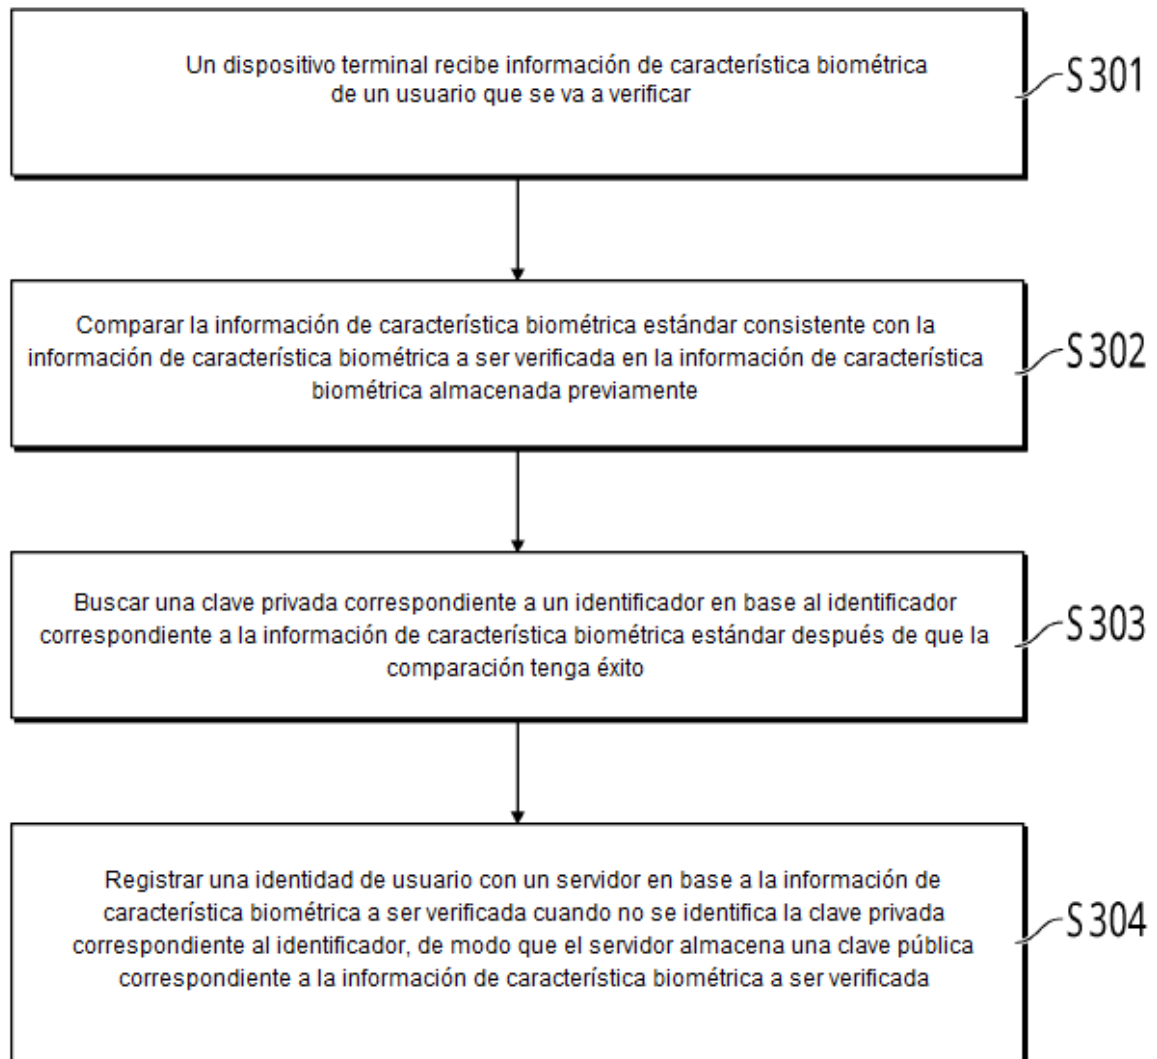 Un dispositivo terminal recibe información de característica biométrica
de un usuario que se va a verificar
S301
Comparar la información de característica biométrica estándar consistente con la
información de característica biométrica a ser verificada en la información de característica
biométrica almacenada previamente
S302
Buscar una clave privada correspondiente a un identificador en base al identificador
correspondiente a la información de característica biométrica estándar después de que la
comparación tenga éxito
S303
Registrar una identidad de usuario con un servidor en base a la información de
característica biométrica a ser verificada cuando no se identifica la clave privada
correspondiente al identificador, de modo que el servidor almacena una clave pública
correspondiente a la información de característica biométrica a ser verificada
S304